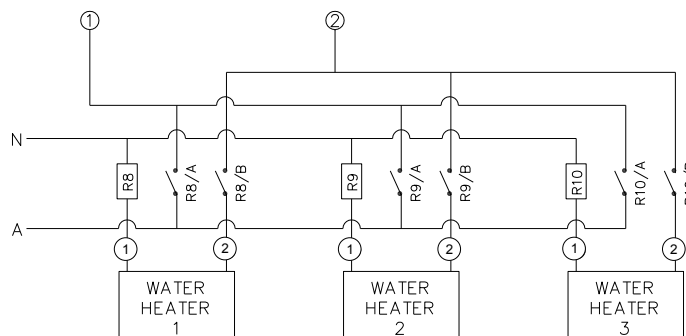 1 2
N
R8 R8/A R8/B R9 R9/A R9/B R10 R10/A
A
1 2 1 2 1 2
WATER HEATER 1
WATER HEATER 2
WATER HEATER 3